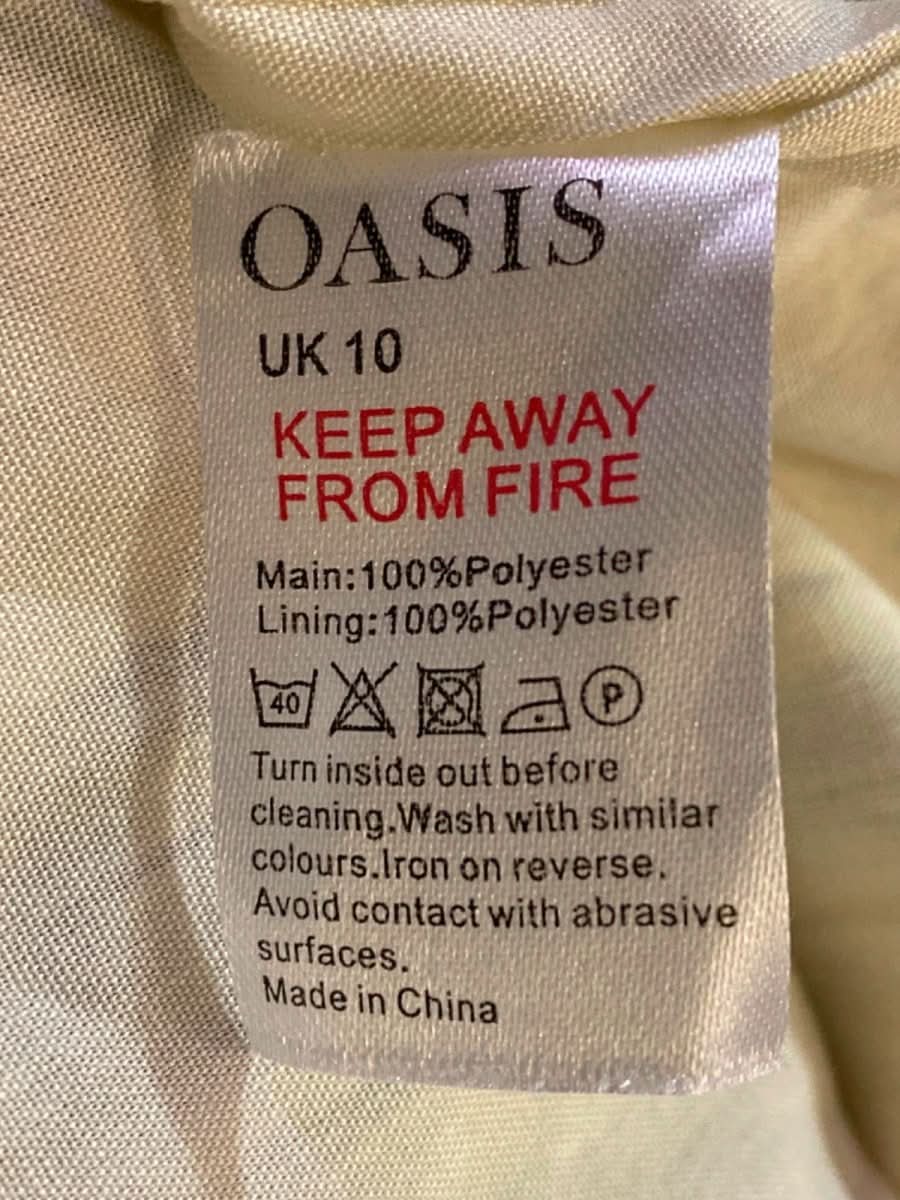 OASIS
UK 10
KEEP AWAY
FROM FIRE
Main:100%Polyester
Lining:100%Polyester
40 P
Turn inside out before
cleaning.Wash with similar
colours.Iron on reverse.
Avoid contact with abrasive
surfaces.
Made in China